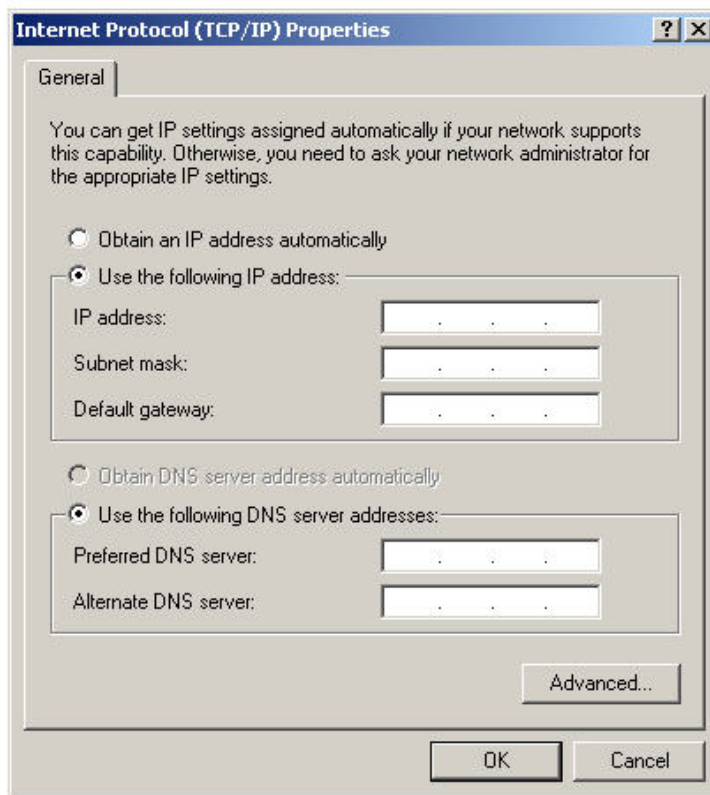 Internet Protocol (TCP/IP) Properties
General
You can get IP settings assigned automatically if your network supports
this capability. Otherwise, you need to ask your network administrator for
the appropriate IP settings.
Obtain an IP address automatically
Use the following IP address:
IP address:
Subnet mask:
Default gateway:
Obtain DNS server address automatically
Use the following DNS server addresses:
Preferred DNS server:
Alternate DNS server:
Advanced...
OK
Cancel